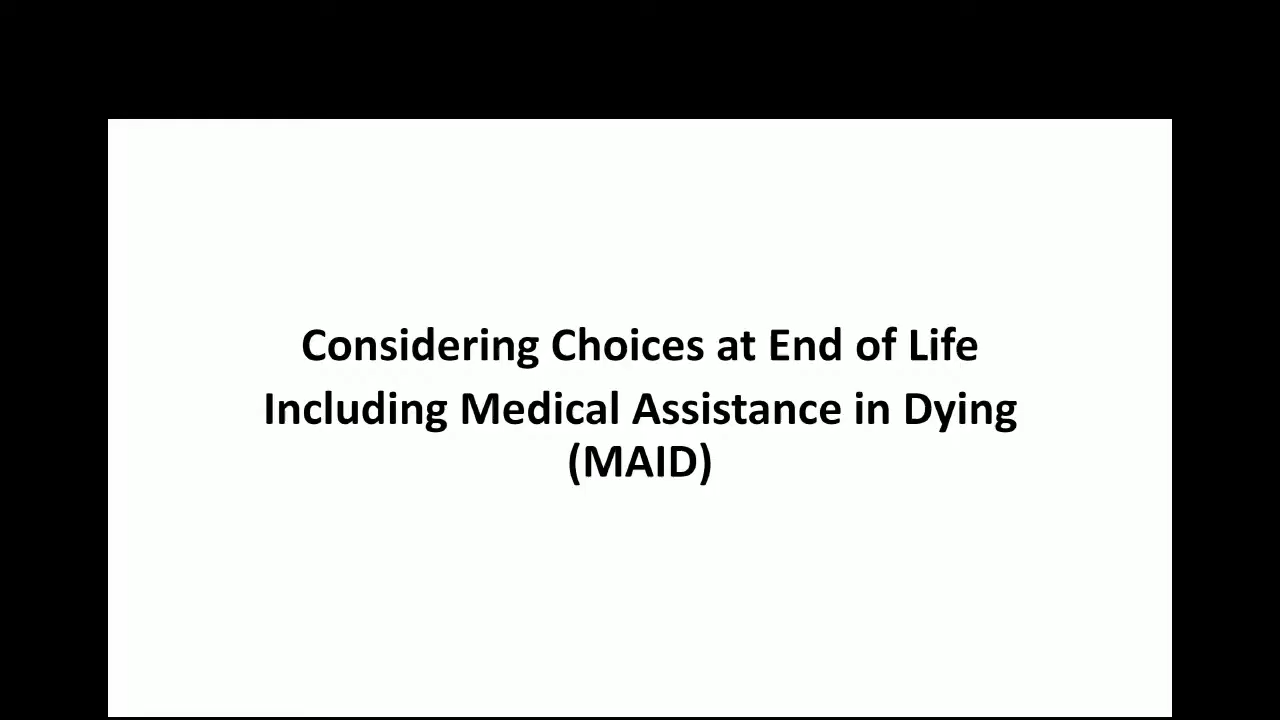 Considering Choices at End of Life
Including Medical Assistance in Dying
(MAID)